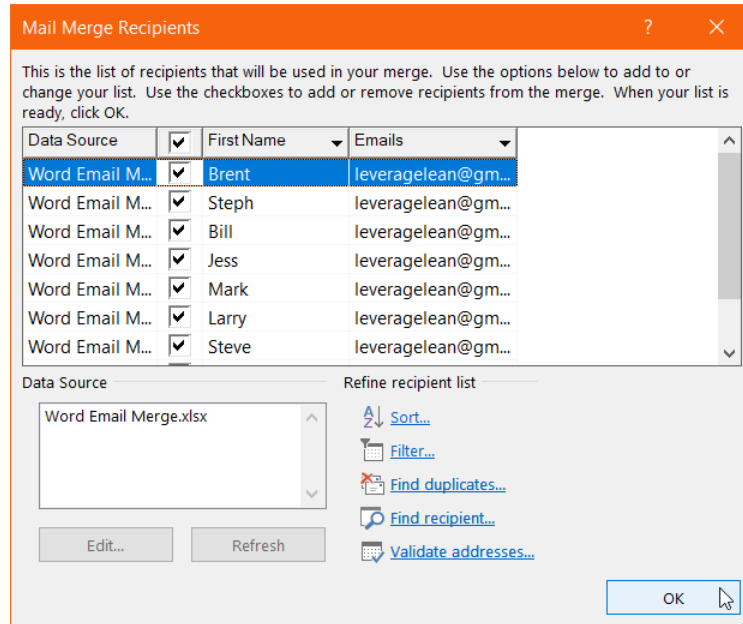 Mail Merge Recipients ?
This is the list of recipients that will be used in your merge. Use the options below to add to or
change your list. Use the checkboxes to add or remove recipients from the merge. When your list is
ready, click OK.
Data Source First Name Emails
Word Email M... Brent leveragelean@gm...
Word Email M... Steph leveragelean@gm...
Word Email M... Bill leveragelean@gm...
Word Email M... Jess leveragelean@gm...
Word Email M... Mark leveragelean@gm...
Word Email M... Larry leveragelean@gm...
Word Email M... Steve leveragelean@gm...
Data Source
Word Email Merge.xlsx
Edit... Refresh
Refine recipient list
A Z Sort...
Filter...
Find duplicates...
Find recipient...
Validate addresses...
OK